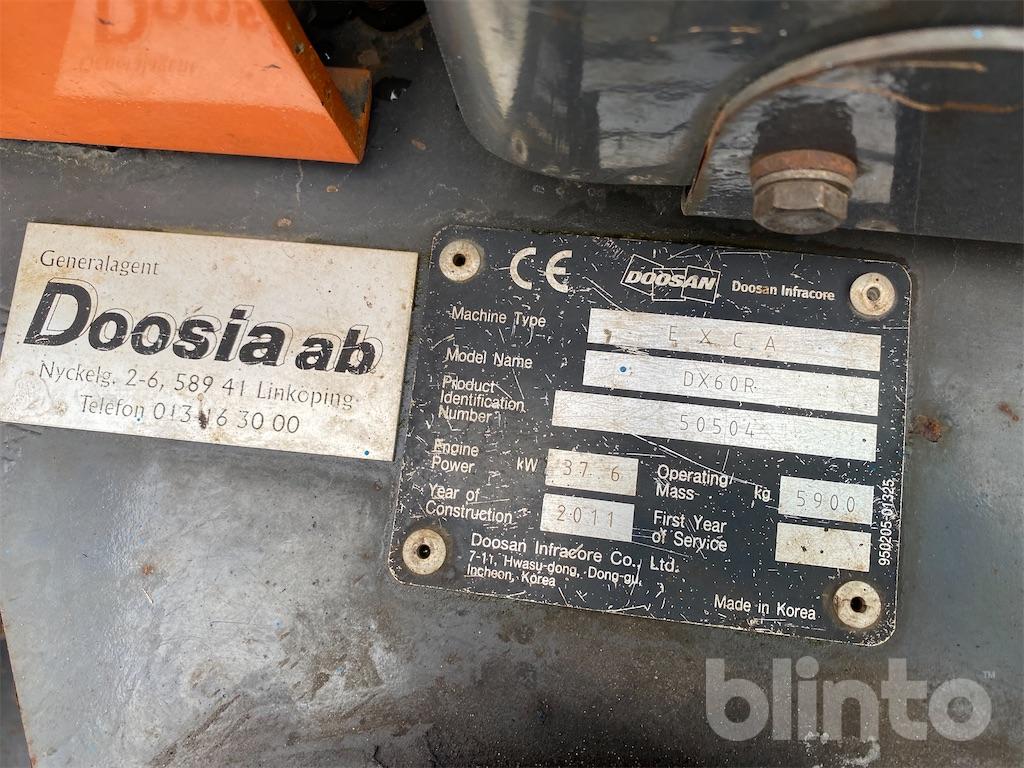 Generalagent
Doosia ab
Nyckelg. 2-6, 589 41 Linköping
Telefon 013-16 30 00
CE
DOOSAN
Doosan Infracore
Machine Type
EXCA
Model Name
DX60R
Product
Identification
Number
50504
Engine
Power
kW
37.6
Operating
Mass
kg
5900
Year of
Construction
2011
First Year
of Service
Doosan Infracore Co., Ltd.
7-11, Hwasu-dong, Dong-gu,
Incheon, Korea
Made in Korea
950205-01325
blinto™